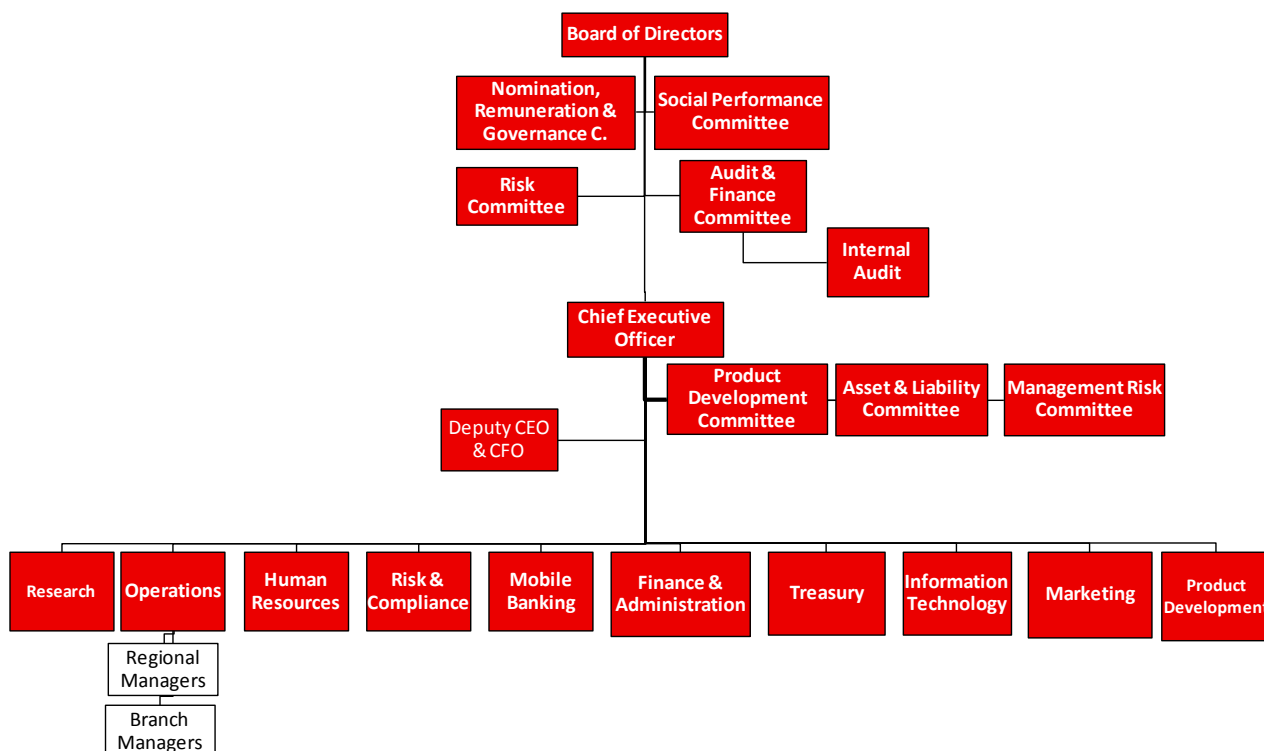 Board of Directors
Nomination,
Remuneration &
Governance C.
Social Performance
Committee
Risk
Committee
Audit &
Finance
Committee
Internal
Audit
Chief Executive
Officer
Product
Development
Committee
Asset & Liability
Committee
Management Risk
Committee
Deputy CEO
& CFO
Research
Operations
Human
Resources
Risk &
Compliance
Mobile
Banking
Finance &
Administration
Treasury
Information
Technology
Marketing
Product
Development
Regional
Managers
Branch
Managers